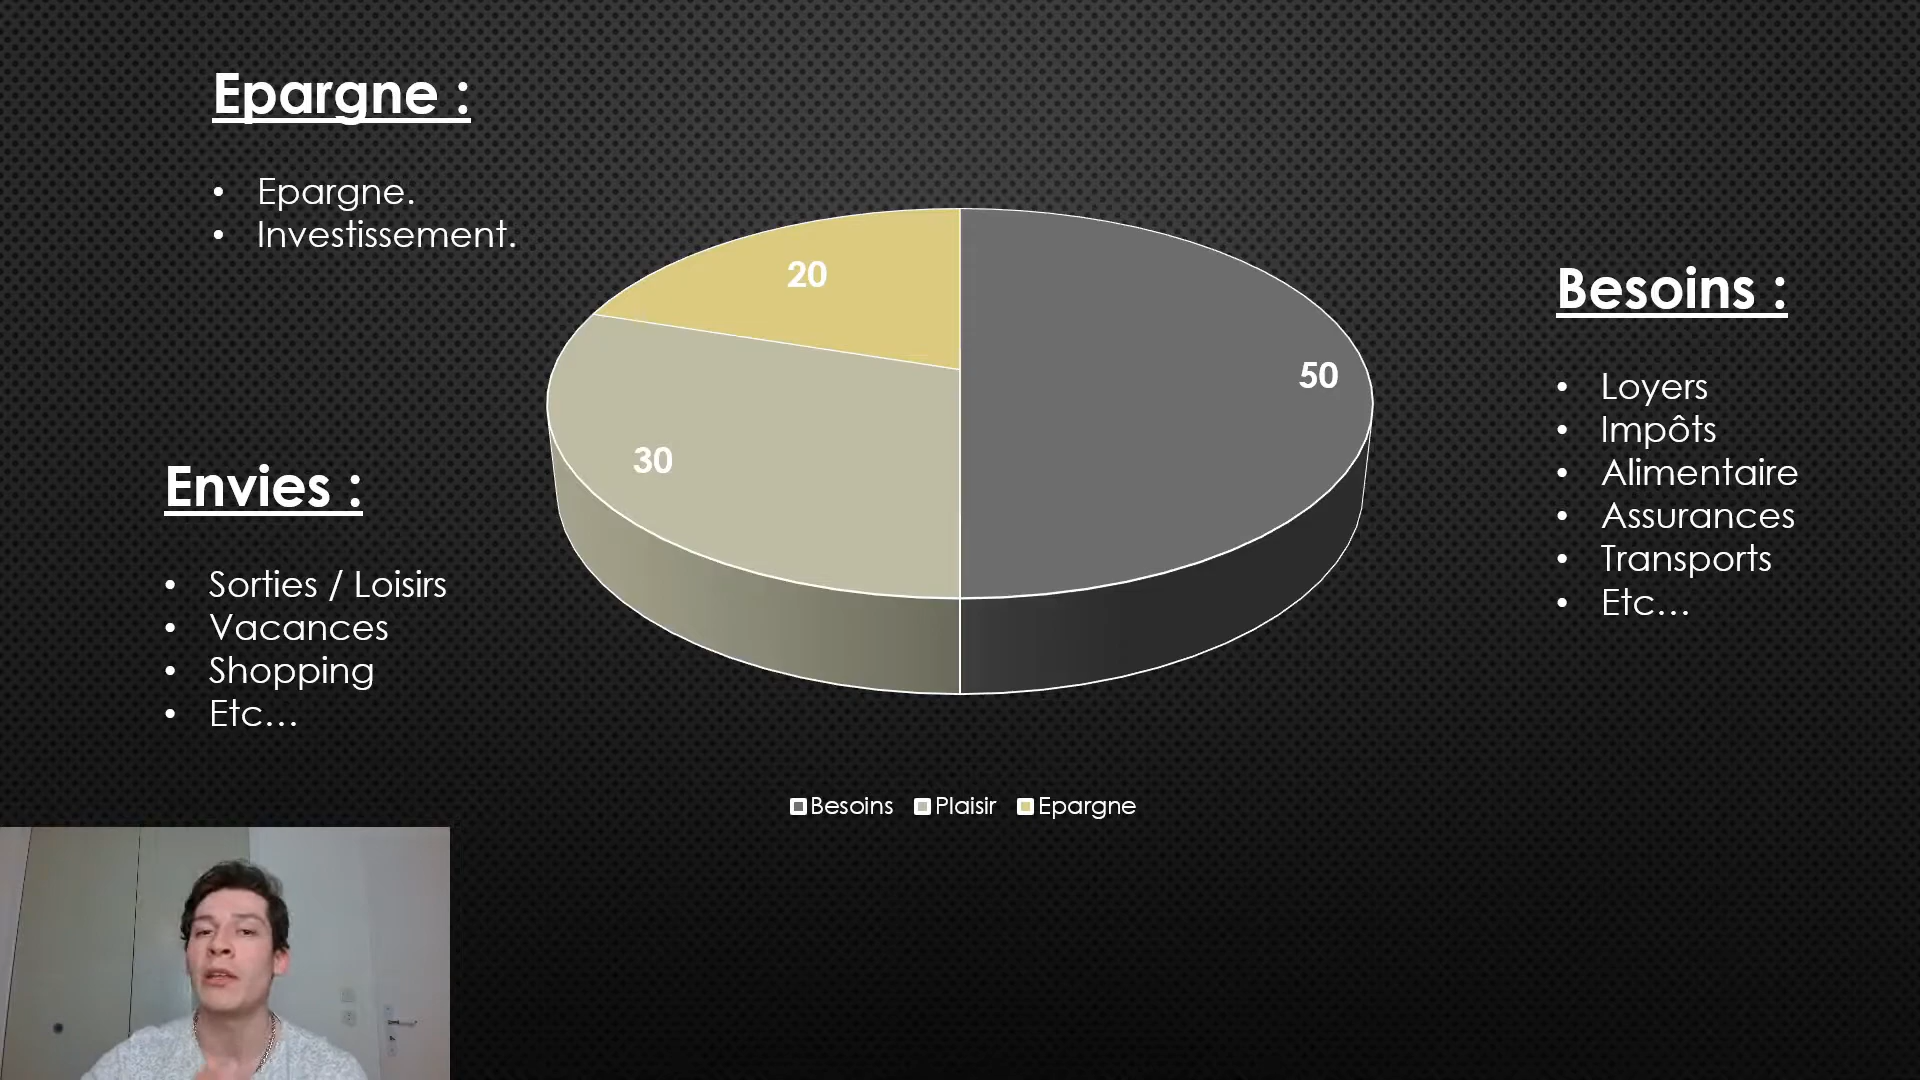 Epargne :
• Epargne.
• Investissement.
20
50
30
Envies :
• Sorties / Loisirs
• Vacances
• Shopping
• Etc…
Besoins :
• Loyers
• Impôts
• Alimentaire
• Assurances
• Transports
• Etc…
Besoins Plaisir Epargne